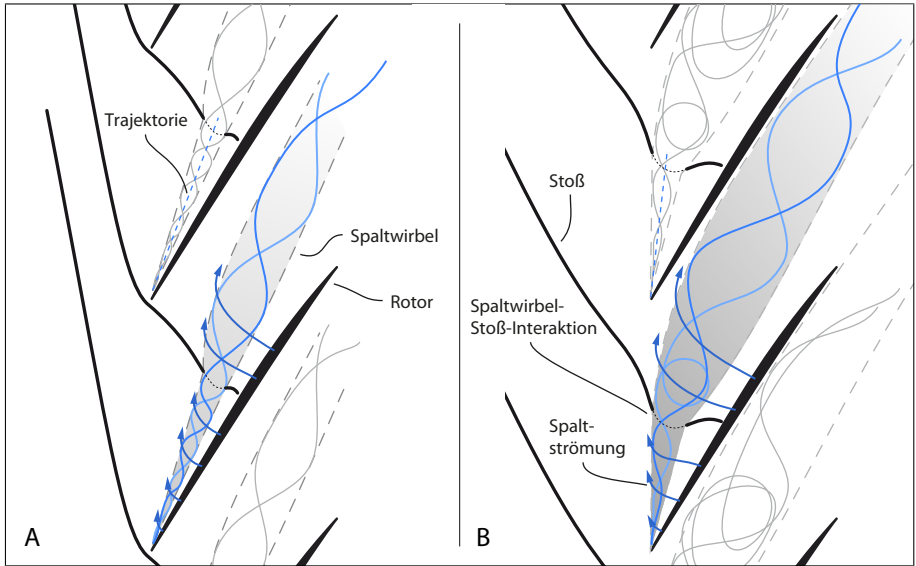 Trajektorie
Spaltwirbel
Rotor
A
Stoß
Spaltwirbel-
Stoß-Interaktion
Spalt-
strömung
B